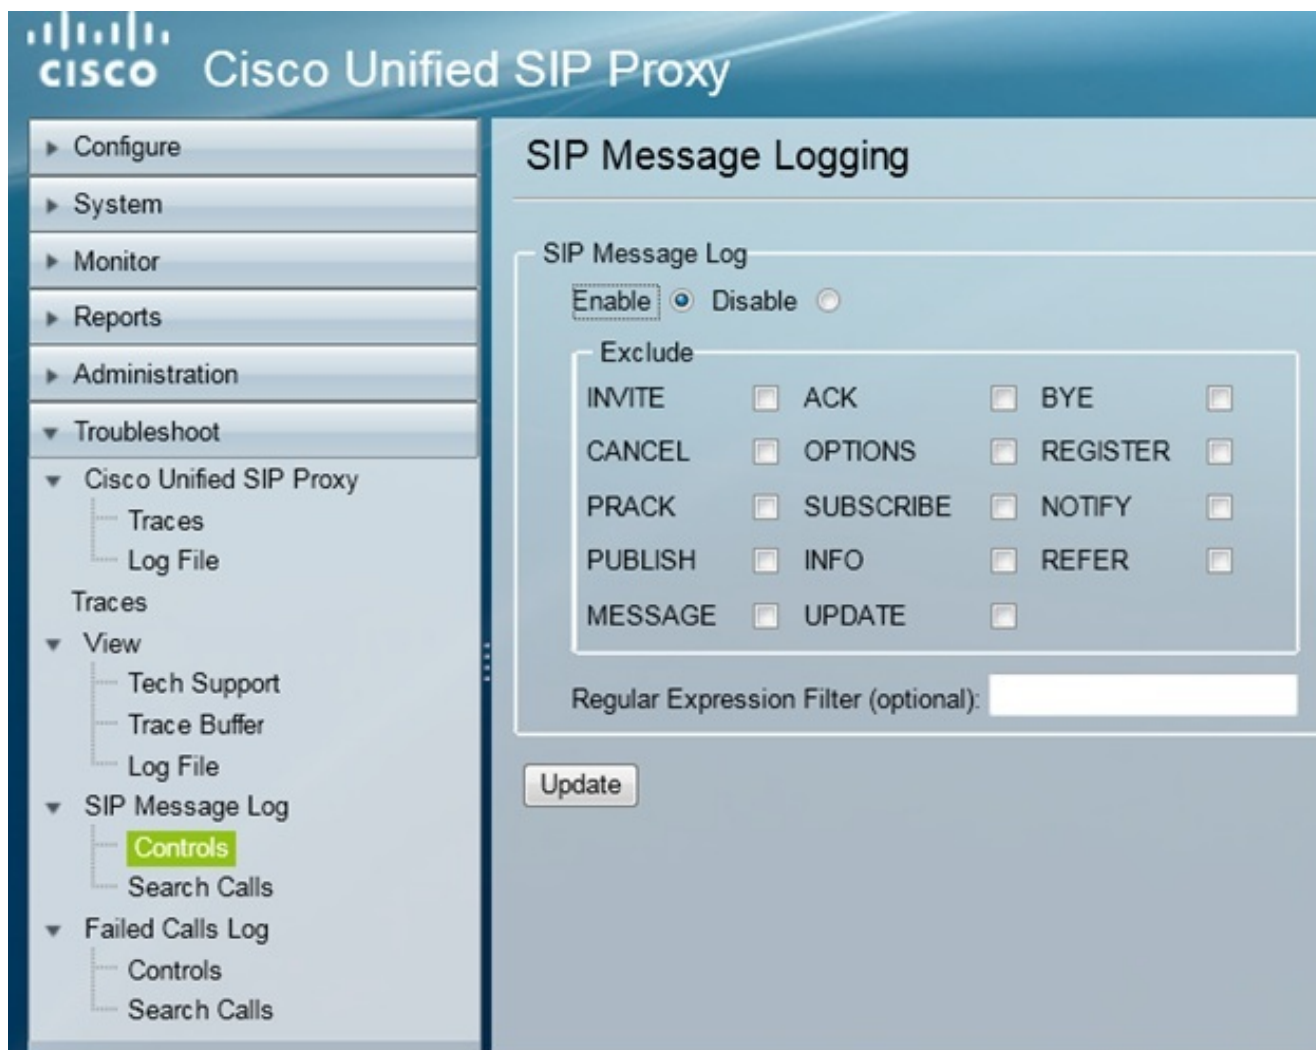 CISCO Cisco Unified SIP Proxy
Configure
System
Monitor
Reports
Administration
Troubleshoot
Cisco Unified SIP Proxy
Traces
Log File
Traces
View
Tech Support
Trace Buffer
Log File
SIP Message Log
Controls
Search Calls
Failed Calls Log
Controls
Search Calls
SIP Message Logging
SIP Message Log
Enable Disable
Exclude
INVITE ACK BYE
CANCEL OPTIONS REGISTER
PRACK SUBSCRIBE NOTIFY
PUBLISH INFO REFER
MESSAGE UPDATE
Regular Expression Filter (optional):
Update